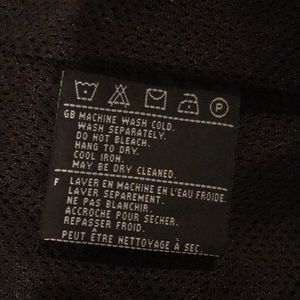 GB MACHINE WASH COLD.
WASH SEPARATELY.
DO NOT BLEACH.
HANG TO DRY.
COOL IRON.
MAY BE DRY CLEANED.
F LAVER EN MACHINE EN L'EAU FROIDE.
LAVER SEPAREMENT.
NE PAS BLANCHIR.
ACCROCHE POUR SECHER.
REPASSER FROID.
PEUT ÊTRE NETTOYAGE À SEC.